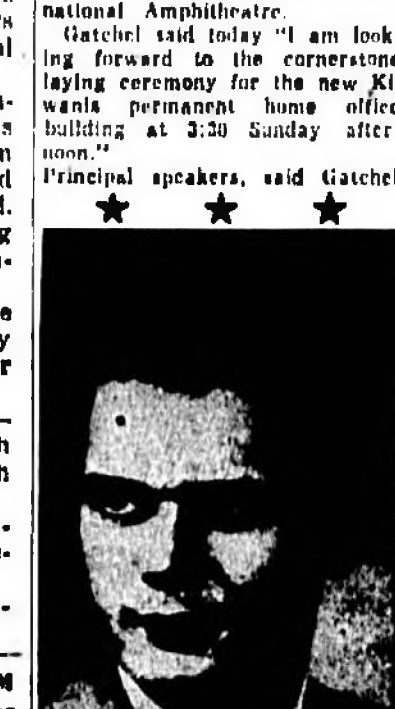 national Amphitheatre.
Gatchel said today "I am look
ing forward to the cornerstone
laying ceremony for the new Ki
wanis permanent home office
building at 3:30 Sunday after
noon."
Principal speakers, said Gatchel